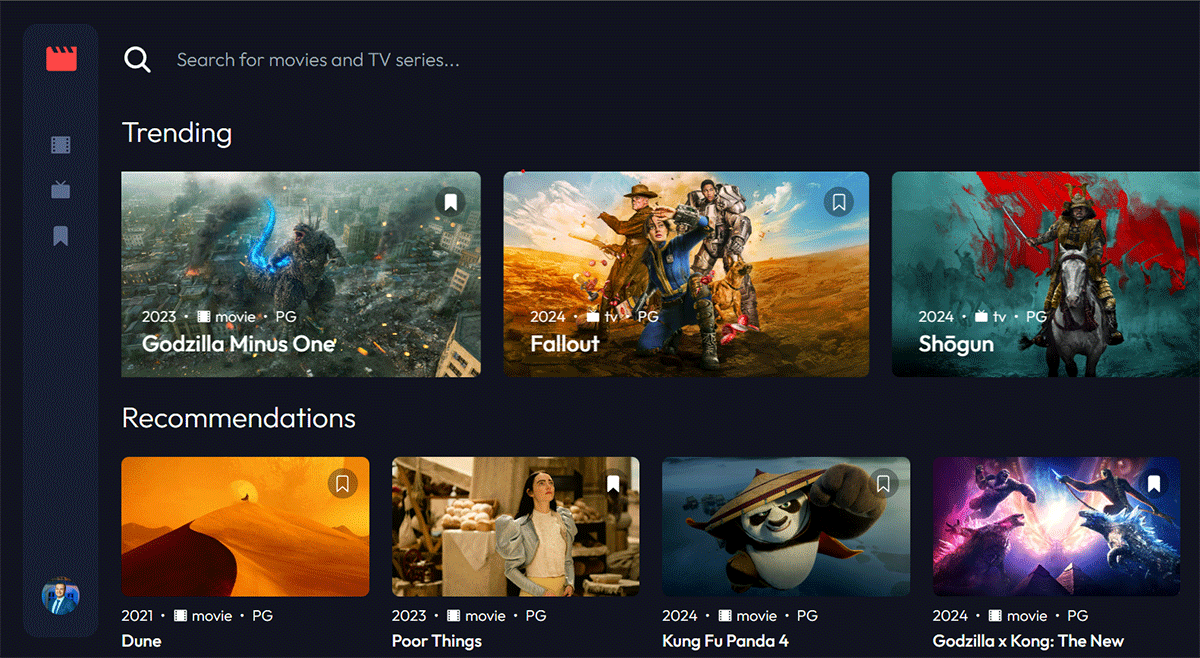 Search for movies and TV series...
Trending
2023 • movie • PG
Godzilla Minus One
2024 • tv • PG
Fallout
2024 • tv • PG
Shōgun
Recommendations
2021 • movie • PG
Dune
2023 • movie • PG
Poor Things
2024 • movie • PG
Kung Fu Panda 4
2024 • movie • PG
Godzilla x Kong: The New